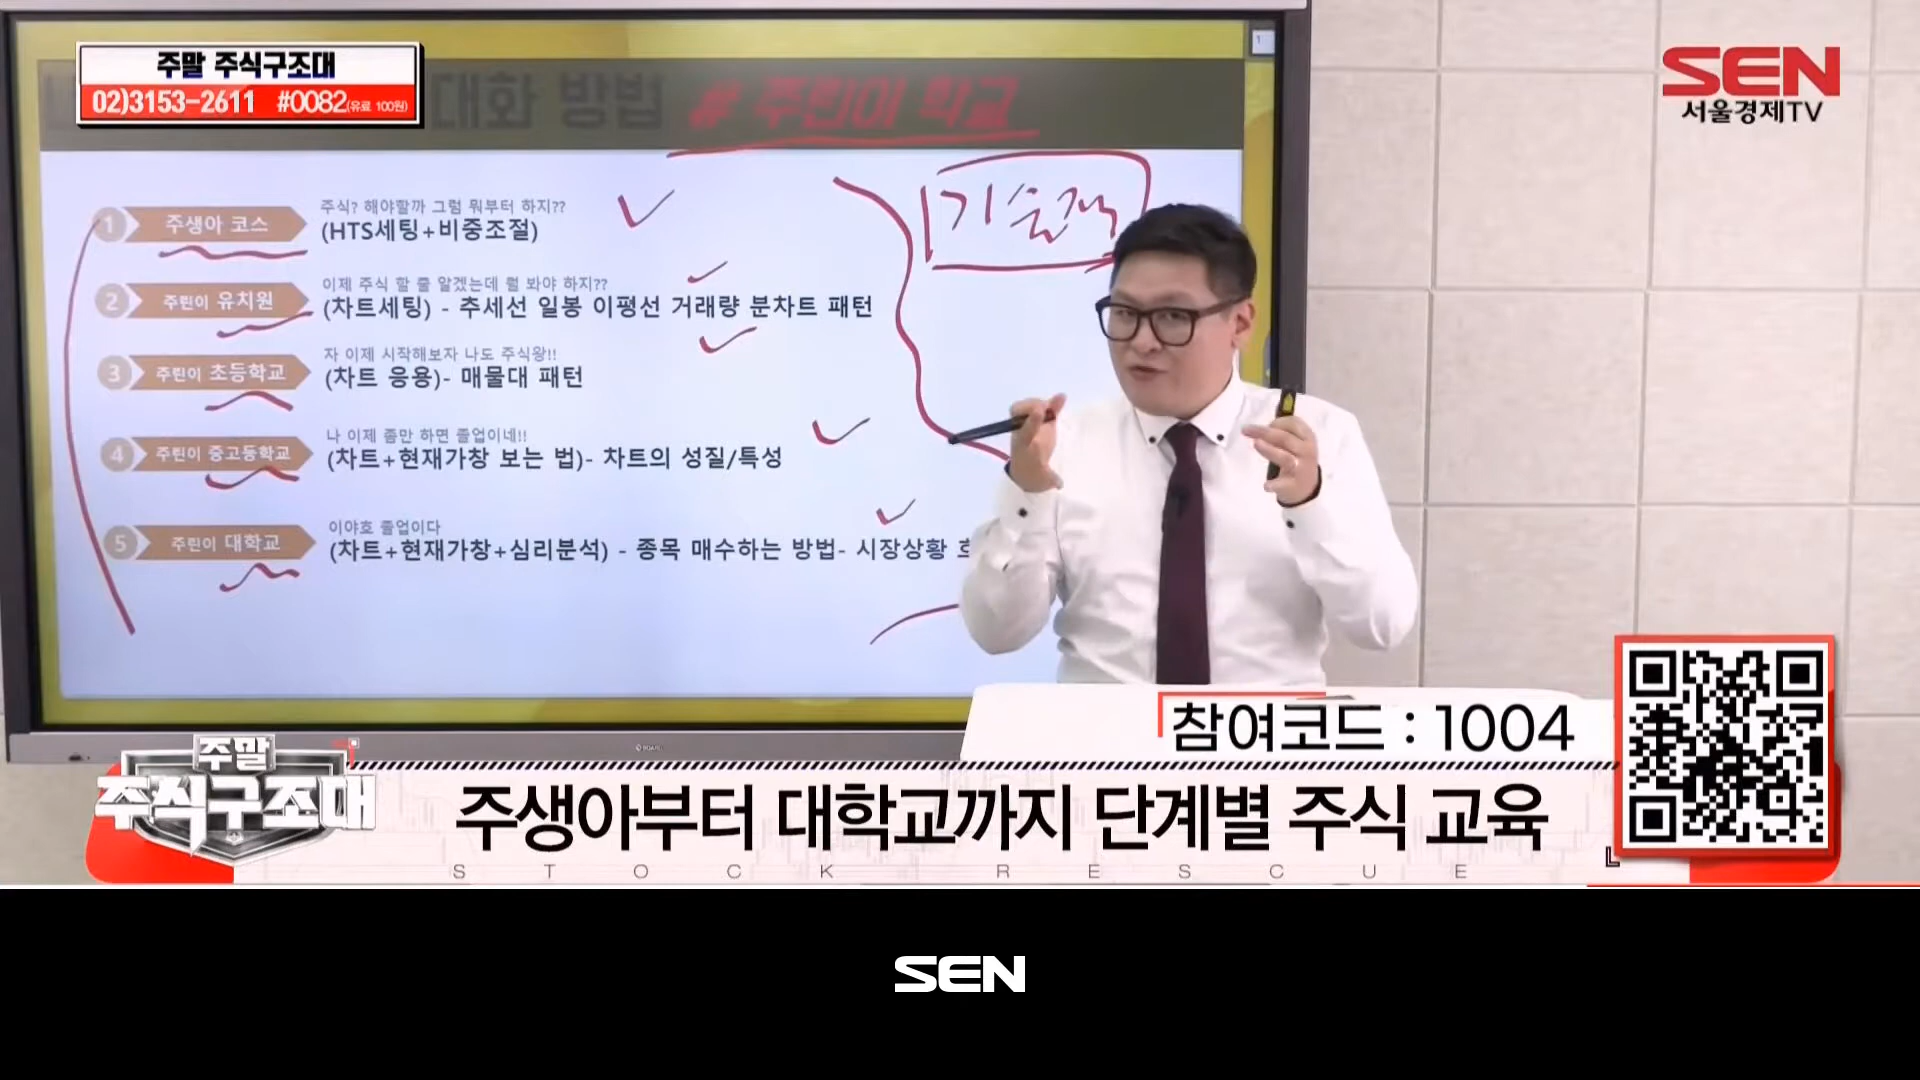 주말 주식구조대
02)3153-2611 #0082(유료 100원)
대화 방법 # 주린이 학교
SEN
서울경제TV
기술적
1 주생아 코스
주식? 해야할까 그럼 뭐부터 하지??
(HTS세팅+비중조절)
2 주린이 유치원
이제 주식 할 줄 알겠는데 뭘 봐야 하지??
(차트세팅) - 추세선 일봉 이평선 거래량 분차트 패턴
3 주린이 초등학교
자 이제 시작해보자 나도 주식왕!!
(차트 응용)- 매물대 패턴
4 주린이 중고등학교
나 이제 좀만 하면 졸업이네!!
(차트+현재가창 보는 법)- 차트의 성질/특성
5 주린이 대학교
이야호 졸업이다
(차트+현재가창+심리분석) - 종목 매수하는 방법- 시장상황
참여코드 : 1004
주말
주식구조대
주생아부터 대학교까지 단계별 주식 교육
STOCK RESCUE
SEN